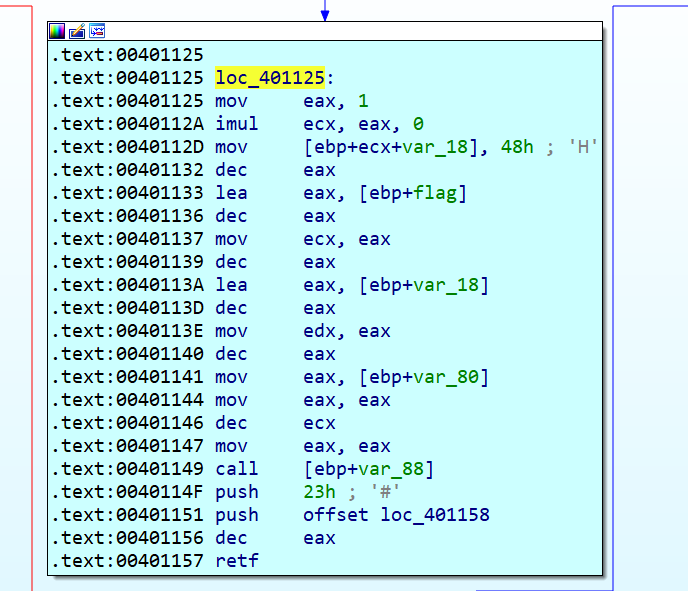 .text:00401125
.text:00401125 loc_401125:
.text:00401125 mov     eax, 1
.text:0040112A imul    ecx, eax, 0
.text:0040112D mov     [ebp+ecx+var_18], 48h ; 'H'
.text:00401132 dec     eax
.text:00401133 lea     eax, [ebp+flag]
.text:00401136 dec     eax
.text:00401137 mov     ecx, eax
.text:00401139 dec     eax
.text:0040113A lea     eax, [ebp+var_18]
.text:0040113D dec     eax
.text:0040113E mov     edx, eax
.text:00401140 dec     eax
.text:00401141 mov     eax, [ebp+var_80]
.text:00401144 mov     eax, eax
.text:00401146 dec     ecx
.text:00401147 mov     eax, eax
.text:00401149 call    [ebp+var_88]
.text:0040114F push    23h ; '#'
.text:00401151 push    offset loc_401158
.text:00401156 dec     eax
.text:00401157 retf